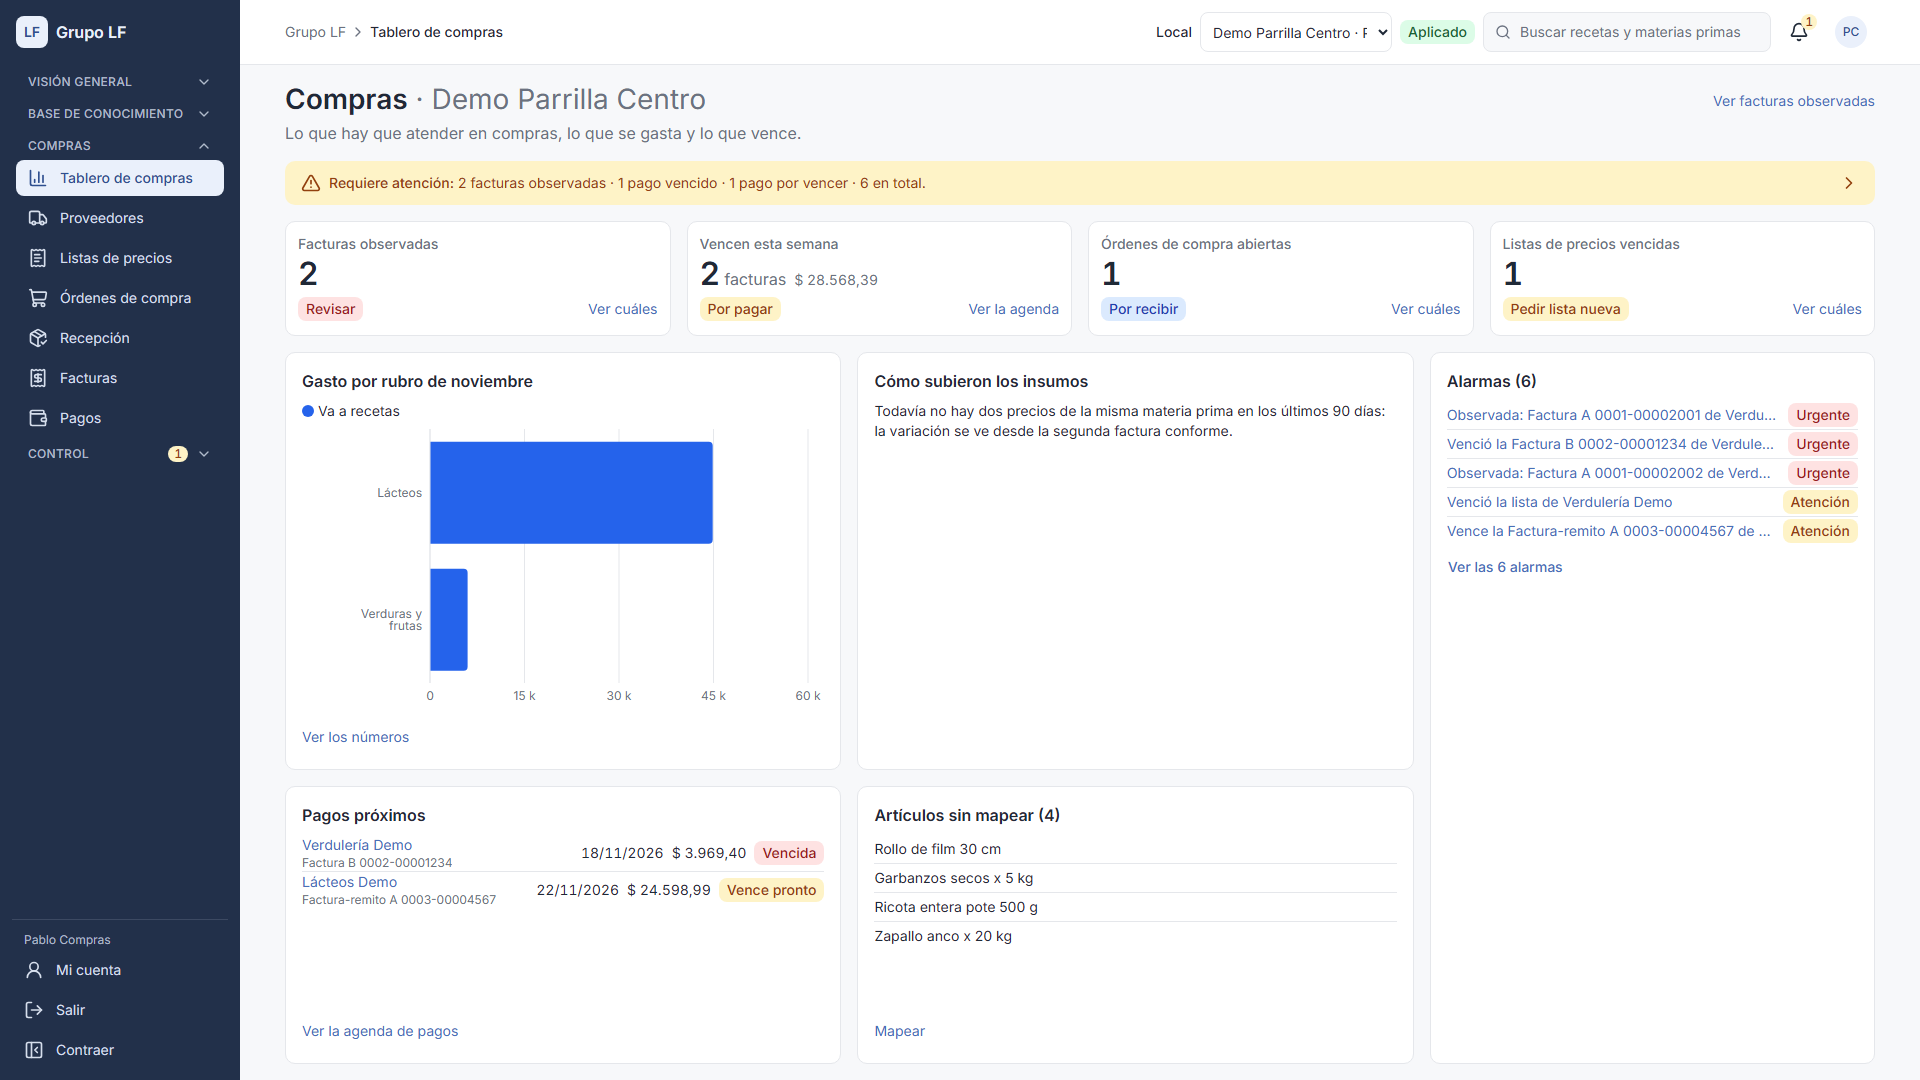 LF Grupo LF
VISIÓN GENERAL
BASE DE CONOCIMIENTO
COMPRAS
Tablero de compras
Proveedores
Listas de precios
Órdenes de compra
Recepción
Facturas
Pagos
CONTROL 1
Pablo Compras
Mi cuenta
Salir
Contraer
Grupo LF > Tablero de compras
Local Demo Parrilla Centro · Aplicado Buscar recetas y materias primas 1 PC
Compras · Demo Parrilla Centro
Ver facturas observadas
Lo que hay que atender en compras, lo que se gasta y lo que vence.
Requiere atención: 2 facturas observadas · 1 pago vencido · 1 pago por vencer · 6 en total.
Facturas observadas
2
Revisar Ver cuáles
Vencen esta semana
2 facturas $ 28.568,39
Por pagar Ver la agenda
Órdenes de compra abiertas
1
Por recibir Ver cuáles
Listas de precios vencidas
1
Pedir lista nueva Ver cuáles
Gasto por rubro de noviembre
Va a recetas
Lácteos
Verduras y
frutas
0 15 k 30 k 45 k 60 k
Ver los números
Cómo subieron los insumos
Todavía no hay dos precios de la misma materia prima en los últimos 90 días:
la variación se ve desde la segunda factura conforme.
Alarmas (6)
Observada: Factura A 0001-00002001 de Verdu... Urgente
Venció la Factura B 0002-00001234 de Verdule... Urgente
Observada: Factura A 0001-00002002 de Verd... Urgente
Venció la lista de Verdulería Demo Atención
Vence la Factura-remito A 0003-00004567 de ... Atención
Ver las 6 alarmas
Pagos próximos
Verdulería Demo
Factura B 0002-00001234
18/11/2026 $ 3.969,40 Vencida
Lácteos Demo
Factura-remito A 0003-00004567
22/11/2026 $ 24.598,99 Vence pronto
Ver la agenda de pagos
Artículos sin mapear (4)
Rollo de film 30 cm
Garbanzos secos x 5 kg
Ricota entera pote 500 g
Zapallo anco x 20 kg
Mapear